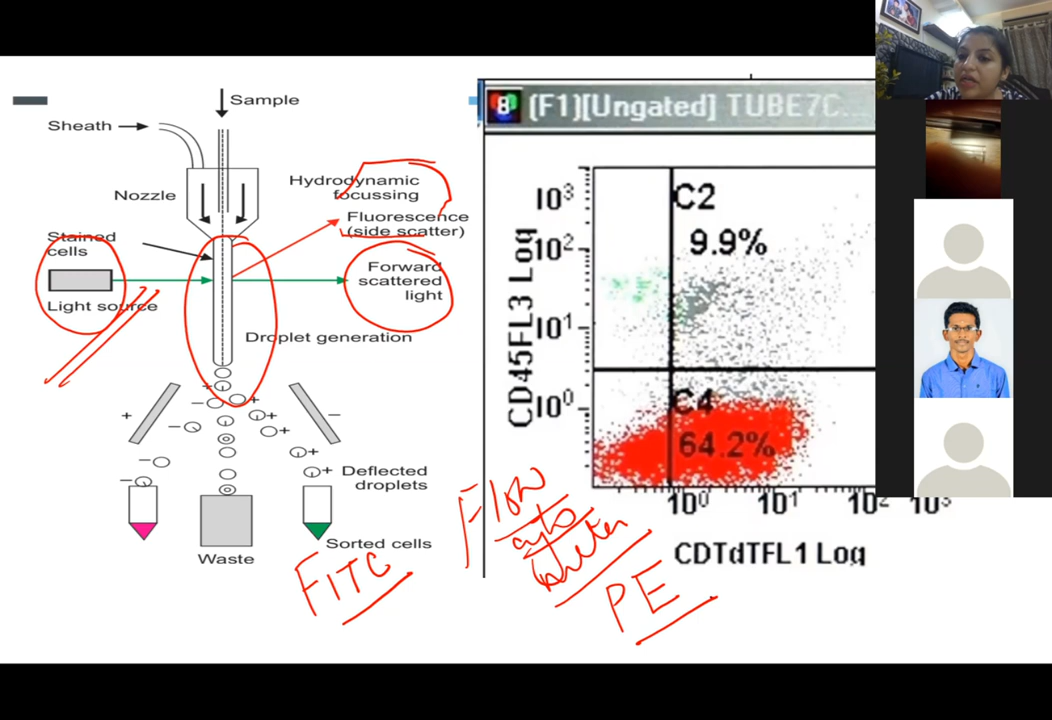 Sample
Sheath
Nozzle
Hydrodynamic
focussing
Fluorescence
(side scatter)
Stained
cells
Forward
scattered
light
Light source
Droplet generation
+
−
Deflected
droplets
Waste
Sorted cells
FITC
Flow
cyto
meter
PE
(F1)[Ungated] TUBE7C...
CD45FL3 Log
10³
10²
10¹
10⁰
C2
9.9%
C4
64.2%
10⁰ 10¹ 10² 10³
CDTdTFL1 Log